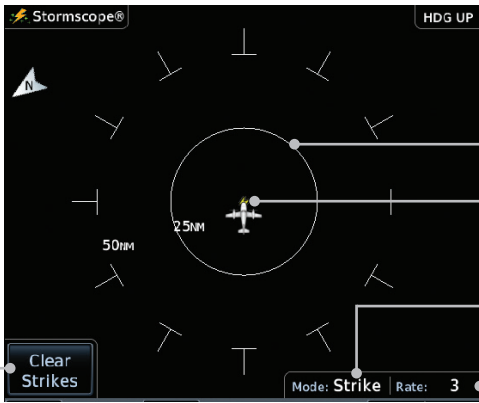 Stormscope®
HDG UP
N
25NM
50NM
Clear
Strikes
Mode: Strike Rate: 3